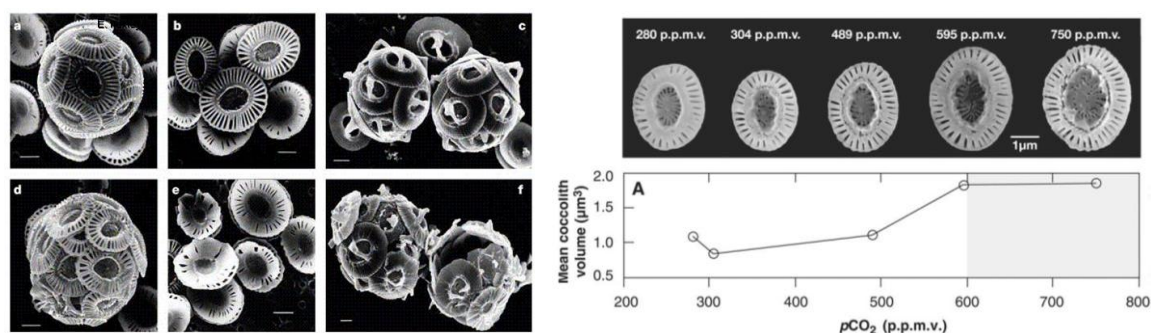 a
b
c
d
e
f
280 p.p.m.v. 304 p.p.m.v. 489 p.p.m.v. 595 p.p.m.v. 750 p.p.m.v.
1µm
A
Mean coccolith
volume (µm³)
2.0
1.5
1.0
0.5
200 300 400 500 600 700 800
pCO₂ (p.p.m.v.)